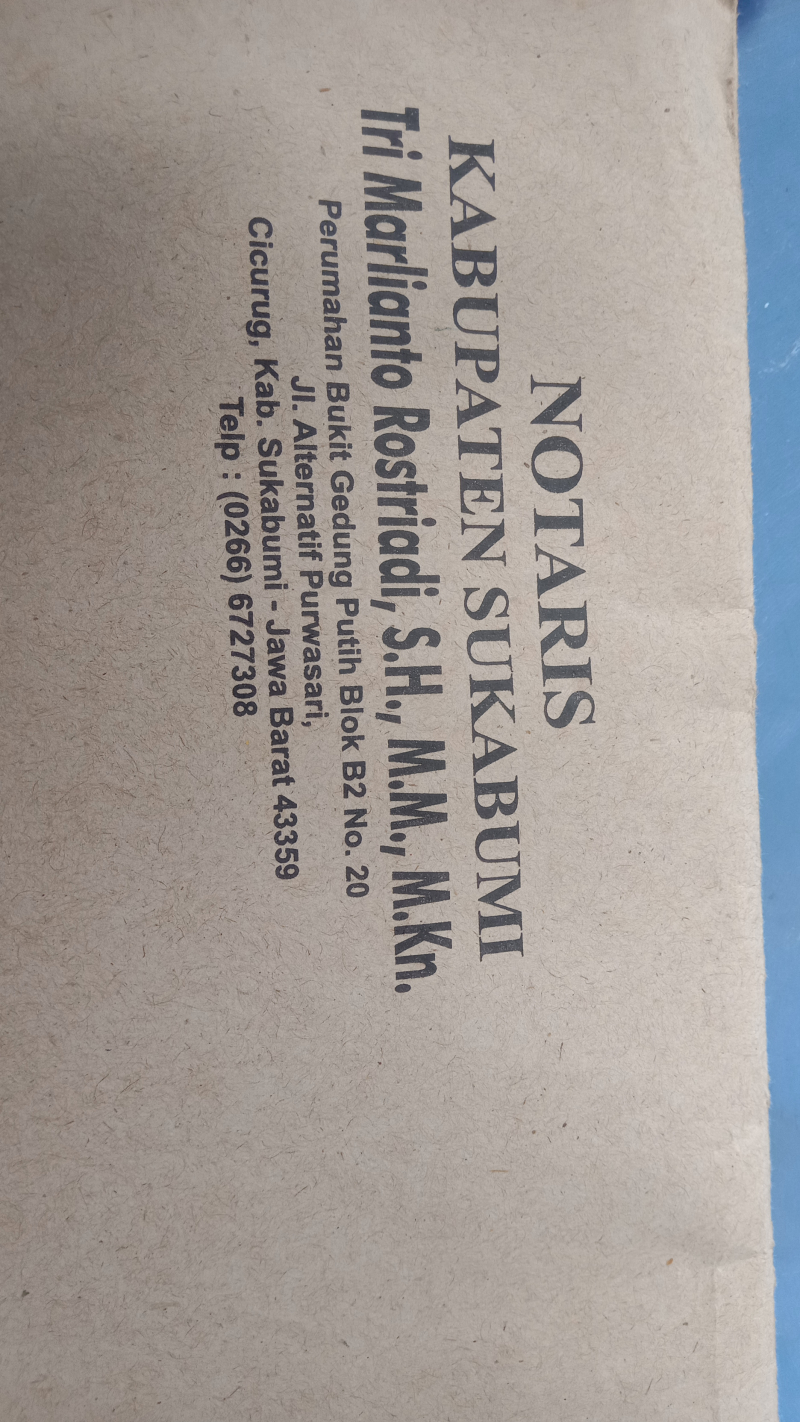 NOTARIS
KABUPATEN SUKABUMI
Tri Marlianto Rostriadi, S.H., M.M., M.Kn.
Perumahan Bukit Gedung Putih Blok B2 No. 20
Jl. Alternatif Purwasari,
Cicurug, Kab. Sukabumi - Jawa Barat 43359
Telp : (0266) 6727308